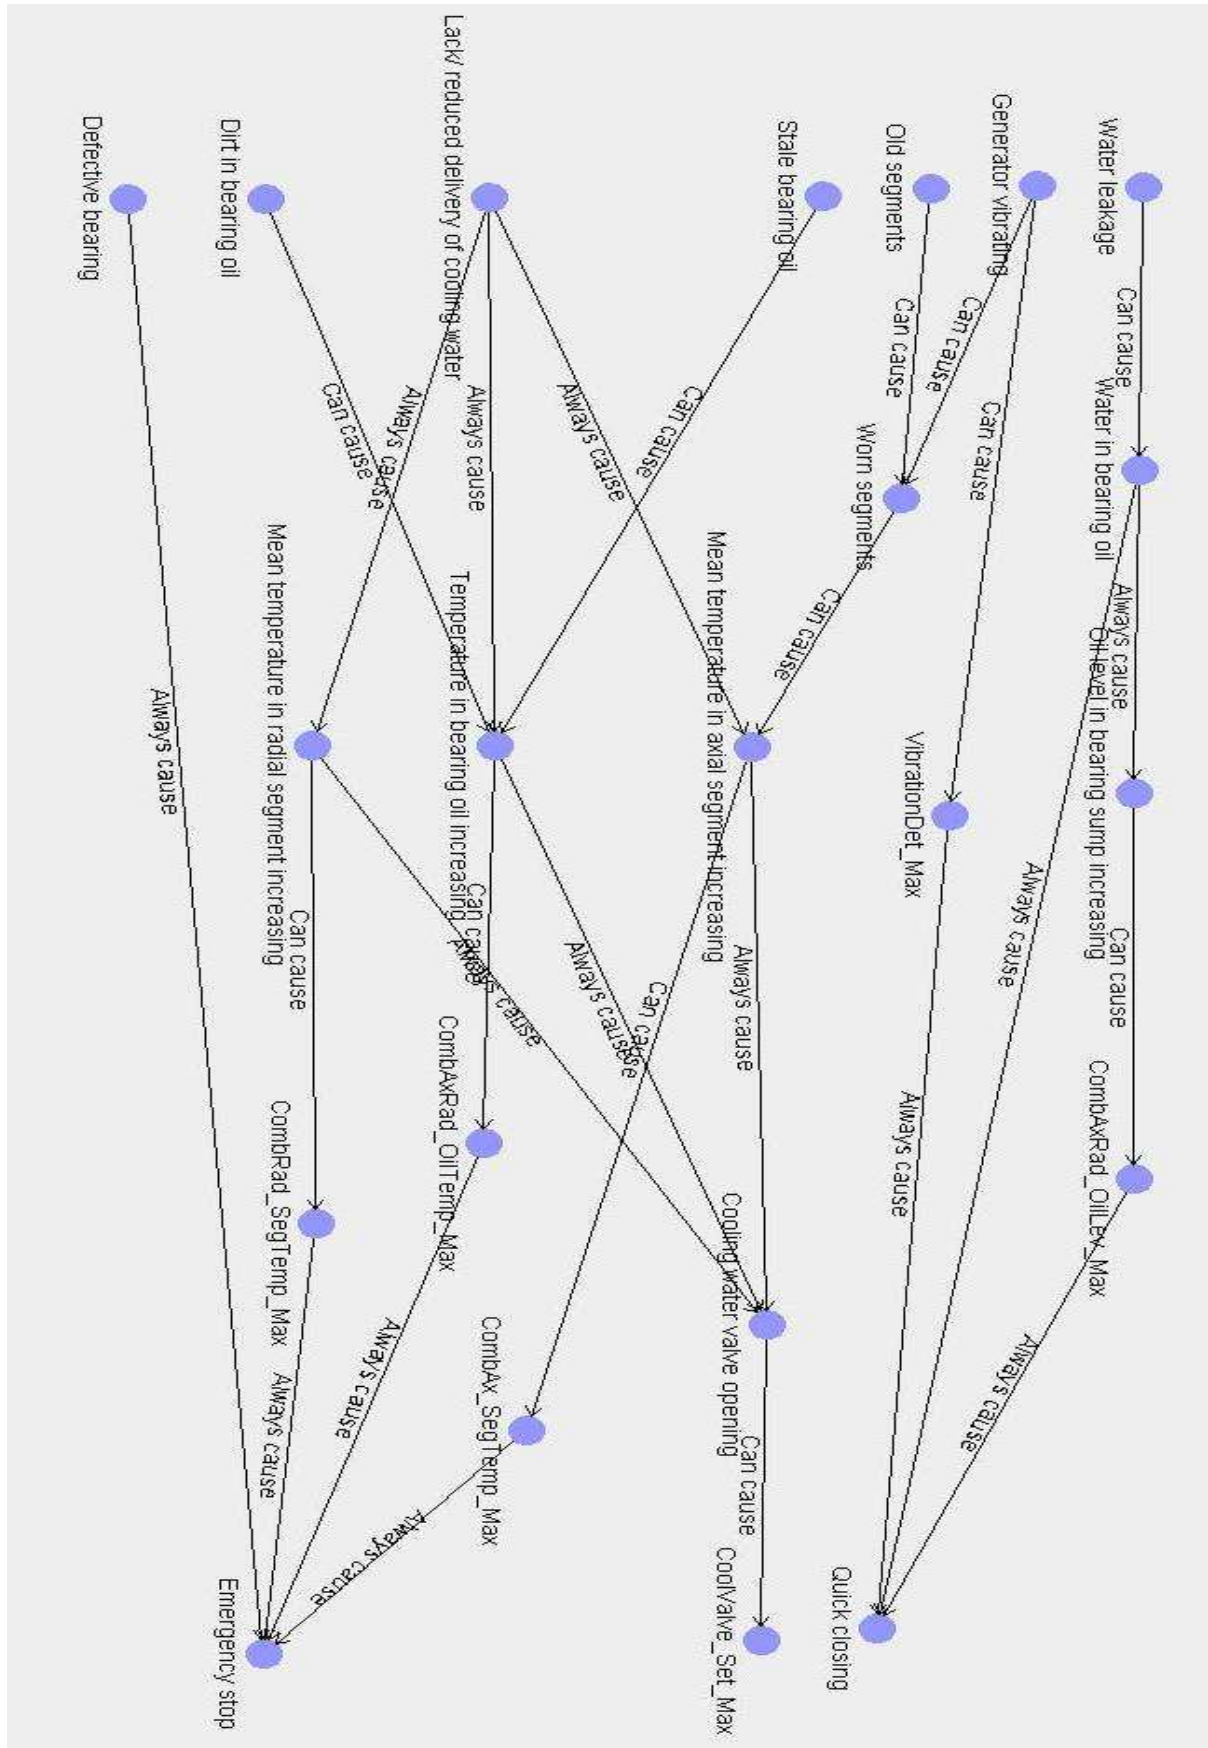 Water leakage
Can cause
Water in bearing oil
Always cause
Oil level in bearing sump increasing
Can cause
CombAxRad_OilLev_Max
Always cause
Always cause
Generator vibrating
Can cause
Can cause
VibrationDet_Max
Always cause
Quick closing
Old segments
Can cause
Worn segments
Can cause
Stale bearing oil
Can cause
Mean temperature in axial segment increasing
Always cause
Can cause
Cooling water valve opening
Can cause
CoolValve_Set_Max
Lack/ reduced delivery of cooling water
Always cause
Always cause
Always cause
Temperature in bearing oil increasing
Can cause
Always cause
CombAxRad_OilTemp_Max
Always cause
CombAx_SegTemp_Max
Always cause
Dirt in bearing oil
Can cause
Mean temperature in radial segment increasing
Can cause
Always cause
CombRad_SegTemp_Max
Always cause
Defective bearing
Always cause
Emergency stop